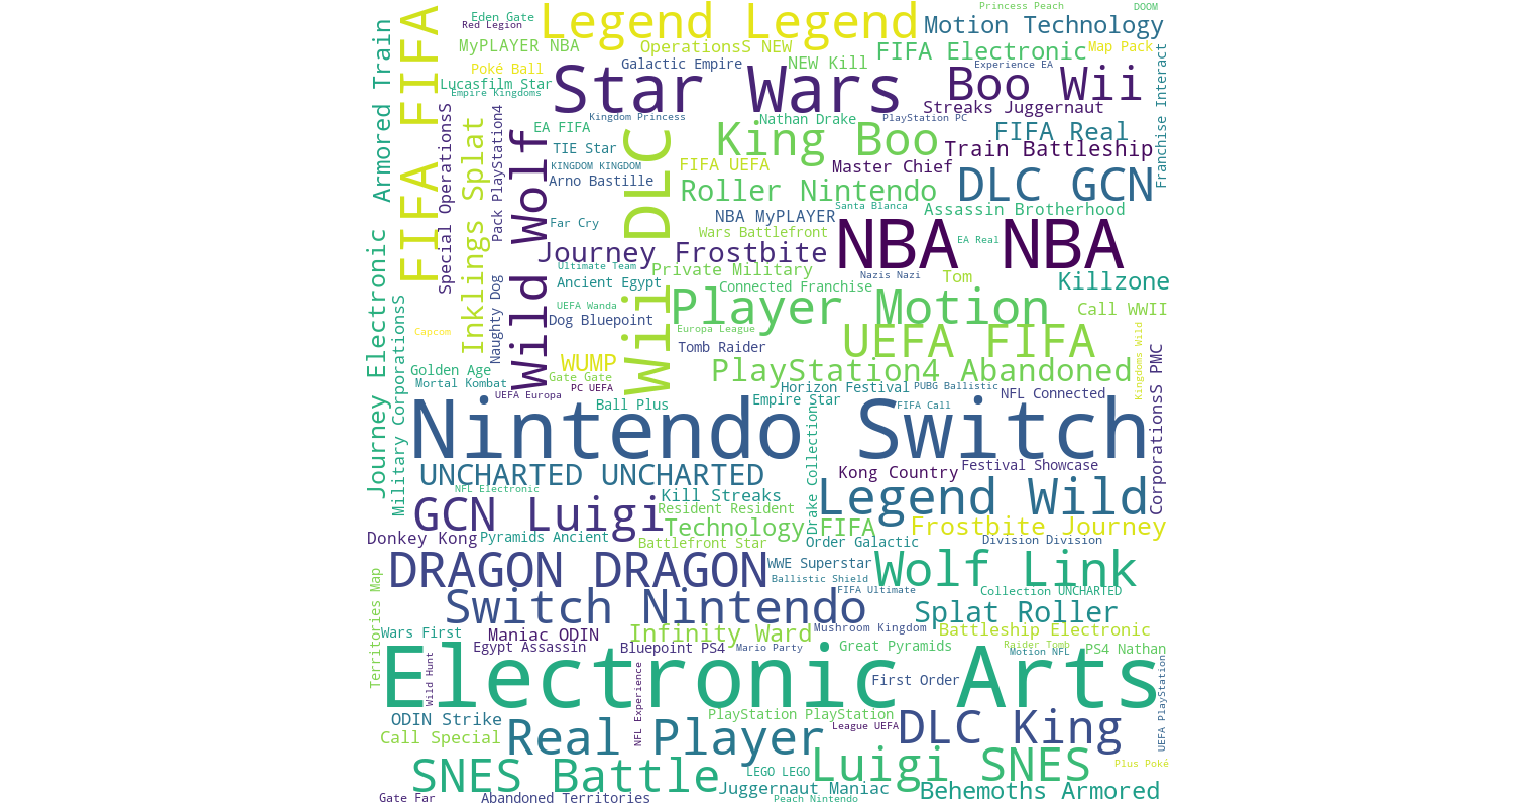 Princess Peach
DOOM
Eden Gate
Red Legion
Legend Legend
Motion Technology
MyPLAYER NBA
OperationsS NEW
FIFA Electronic
Map Pack
Galactic Empire
NEW Kill
Experience EA
Poké Ball
Star Wars
Boo Wii
Lucasfilm Star
Empire Kingdoms
Streaks Juggernaut
Franchise Interact
Armored Train
FIFA FIFA
Special OperationsS
Inklings Splat
Pack PlayStation4
Wild Wolf
Kingdom Princess
Nathan Drake
PlayStation PC
EA FIFA
DLC
King Boo
FIFA Real
TIE Star
Train Battleship
KINGDOM KINGDOM
FIFA UEFA
Master Chief
Arno Bastille
Roller Nintendo
DLC GCN
Santa Blanca
Assassin Brotherhood
NBA MyPLAYER
Far Cry
Wars Battlefront
NBA NBA
EA Real
Journey Frostbite
Ultimate Team
Private Military
Nazis Nazi
Tom
Killzone
Ancient Egypt
Connected Franchise
Journey Electronic
Military CorporationsS
Naughty Dog
Wii
UEFA Wanda
Player Motion
Call WWII
Dog Bluepoint
Capcom
Europa League
UEFA FIFA
Kingdoms Wild
Tomb Raider
WUMP
Golden Age
Gate Gate
PlayStation4 Abandoned
CorporationsS PMC
Mortal Kombat
PC UEFA
Horizon Festival
PUBG Ballistic
UEFA Europa
Ball Plus
Empire Star
NFL Connected
FIFA Call
Nintendo Switch
Drake Collection
UNCHARTED UNCHARTED
Kong Country
Festival Showcase
NFL Electronic
Kill Streaks
Legend Wild
GCN Luigi
Resident Resident
Technology FIFA
Frostbite Journey
Donkey Kong
Pyramids Ancient
Battlefront Star
Order Galactic
Division Division
DRAGON DRAGON
WWE Superstar
Wolf Link
Ballistic Shield
FIFA Ultimate
Collection UNCHARTED
Territories Map
Switch Nintendo
Splat Roller
Wars First
Maniac ODIN
Infinity Ward
Mushroom Kingdom
Battleship Electronic
Egypt Assassin
Bluepoint PS4
Mario Party
Great Pyramids
Raider Tomb
Motion NFL
PS4 Nathan
Wild Hunt
NFL Experience
Electronic Arts
UEFA PlayStation
First Order
ODIN Strike
PlayStation PlayStation
League UEFA
DLC King
Call Special
Real Player
SNES Battle
LEGO LEGO
Luigi SNES
Plus Poké
Juggernaut Maniac
Behemoths Armored
Gate Far
Abandoned Territories
Peach Nintendo